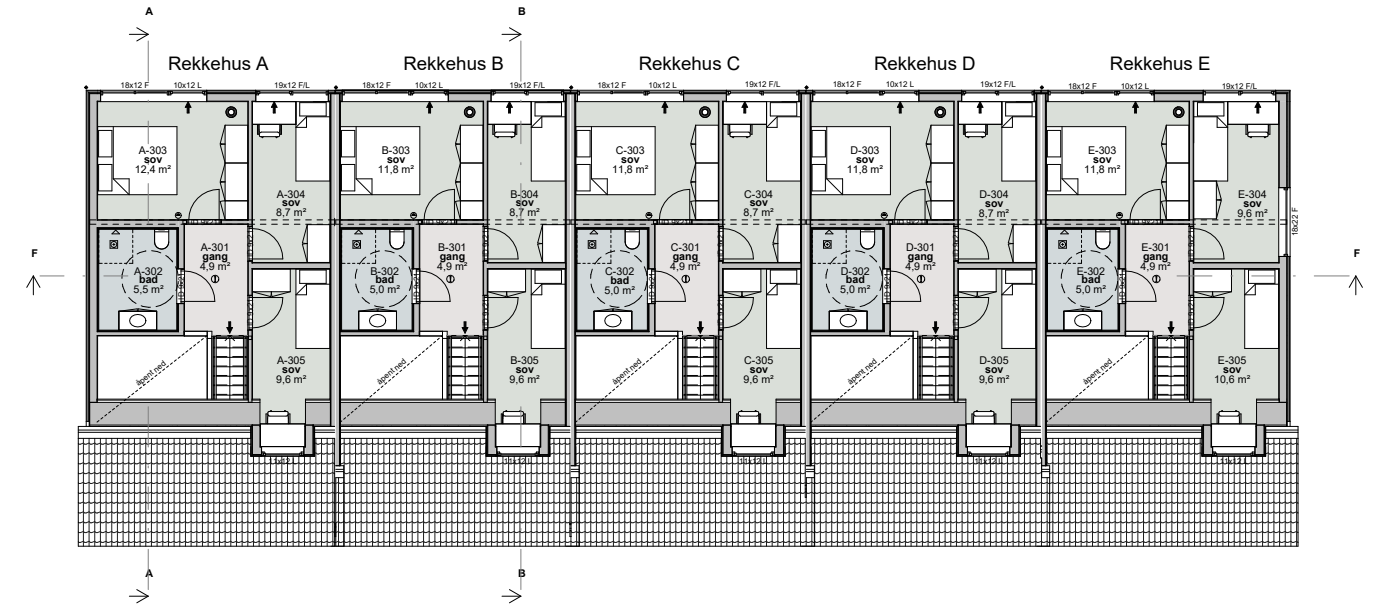 A
B
Rekkehus A
Rekkehus B
Rekkehus C
Rekkehus D
Rekkehus E
18x12 F
10x12 L
19x12 F/L
18x12 F
10x12 L
19x12 F/L
18x12 F
10x12 L
19x12 F/L
18x12 F
10x12 L
19x12 F/L
18x12 F
10x12 L
19x12 F/L
A-303
sov
12,4 m²
A-304
sov
8,7 m²
B-303
sov
11,8 m²
B-304
sov
8,7 m²
C-303
sov
11,8 m²
C-304
sov
8,7 m²
D-303
sov
11,8 m²
D-304
sov
8,7 m²
E-303
sov
11,8 m²
E-304
sov
9,6 m²
18x22 F
F
F
A-302
bad
5,5 m²
A-301
gang
4,9 m²
B-302
bad
5,0 m²
B-301
gang
4,9 m²
C-302
bad
5,0 m²
C-301
gang
4,9 m²
D-302
bad
5,0 m²
D-301
gang
4,9 m²
E-302
bad
5,0 m²
E-301
gang
4,9 m²
åpent ned
A-305
sov
9,6 m²
åpent ned
B-305
sov
9,6 m²
åpent ned
C-305
sov
9,6 m²
åpent ned
D-305
sov
9,6 m²
åpent ned
E-305
sov
10,6 m²
11x12 L
11x12 L
11x12 L
11x12 L
11x12 L
A
B